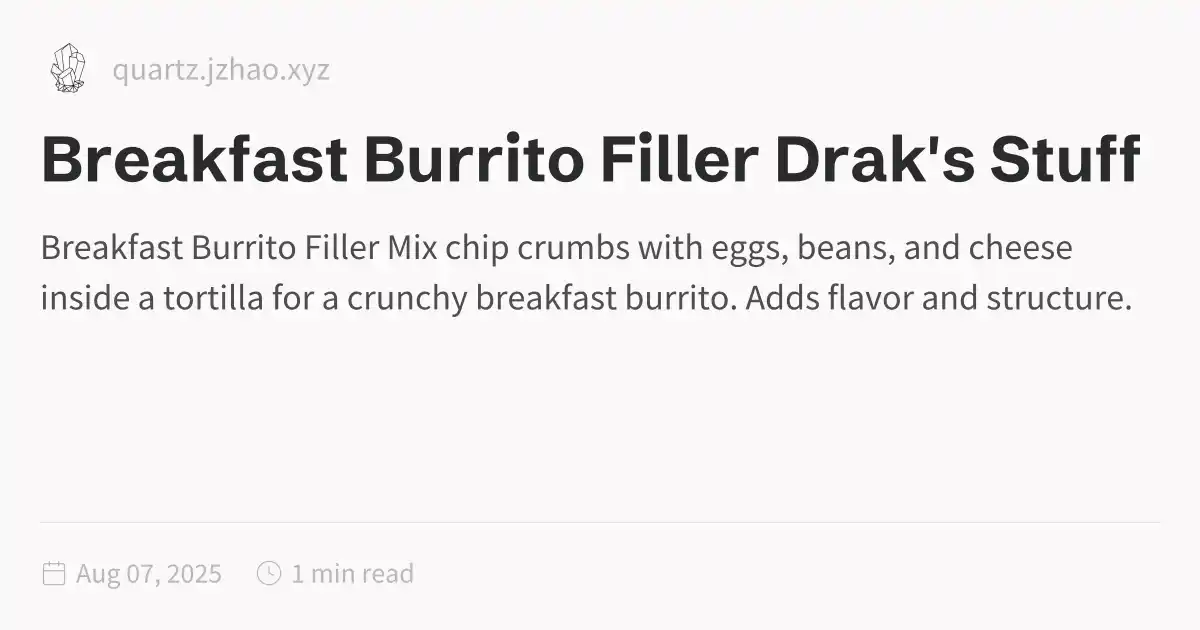 quartz.jzhao.xyz
Breakfast Burrito Filler Drak's Stuff
Breakfast Burrito Filler Mix chip crumbs with eggs, beans, and cheese
inside a tortilla for a crunchy breakfast burrito. Adds flavor and structure.
Aug 07, 2025 1 min read